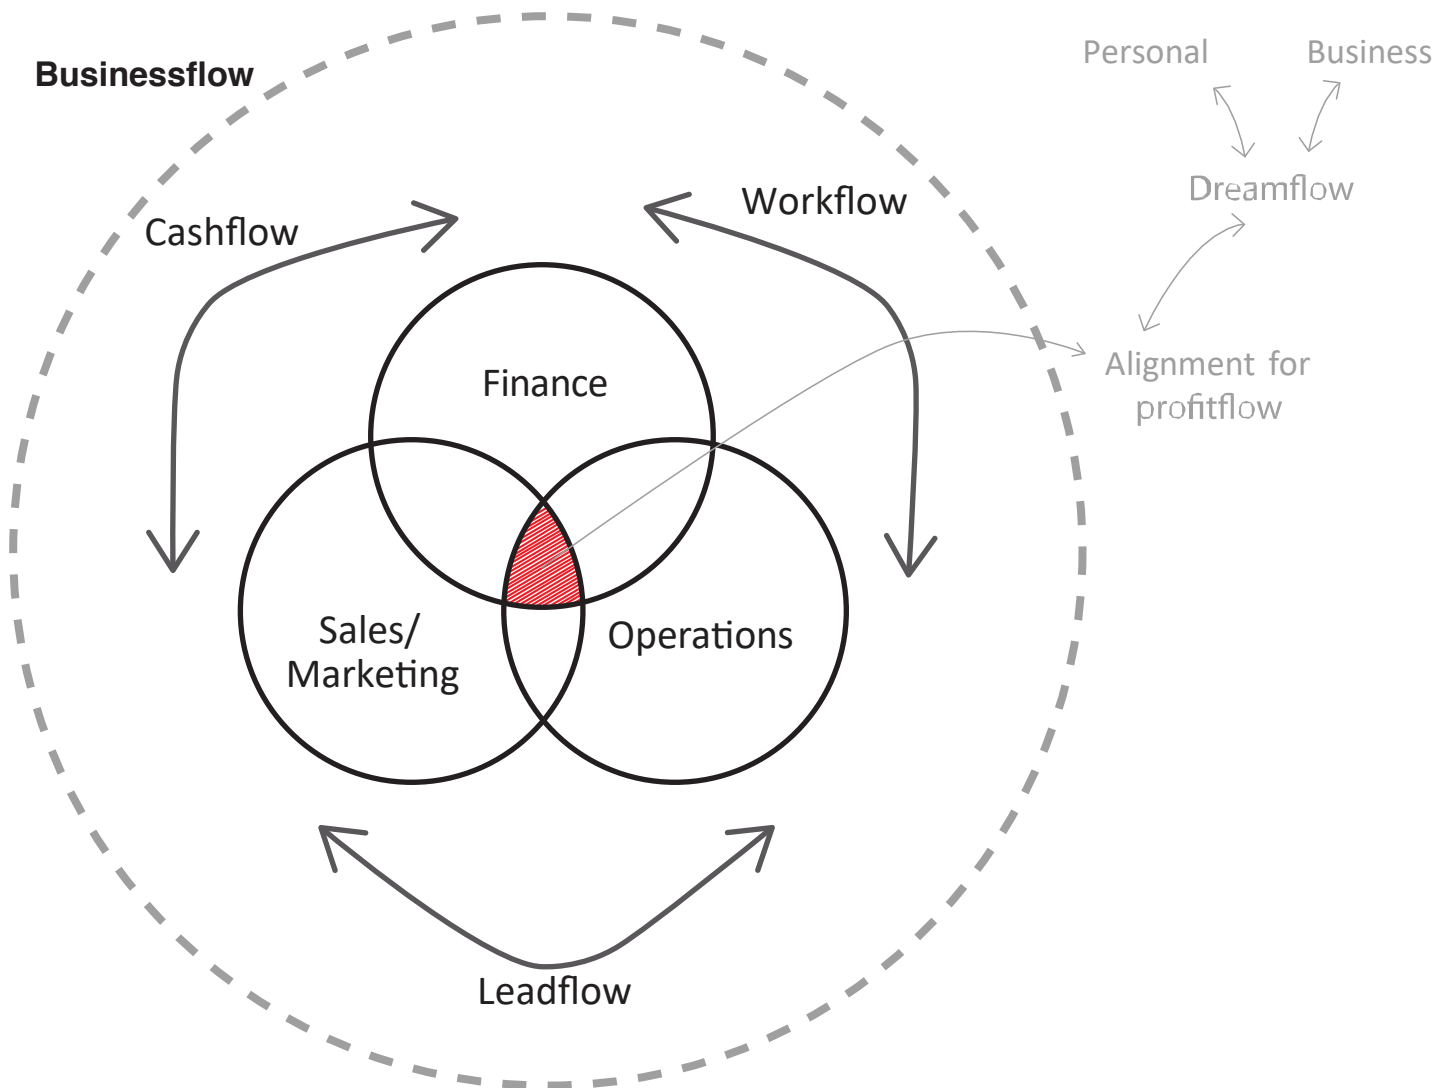 Businessflow
Personal
Business
Dreamflow
Cashflow
Workflow
Alignment for
profitflow
Finance
Sales/
Marketing
Operations
Leadflow